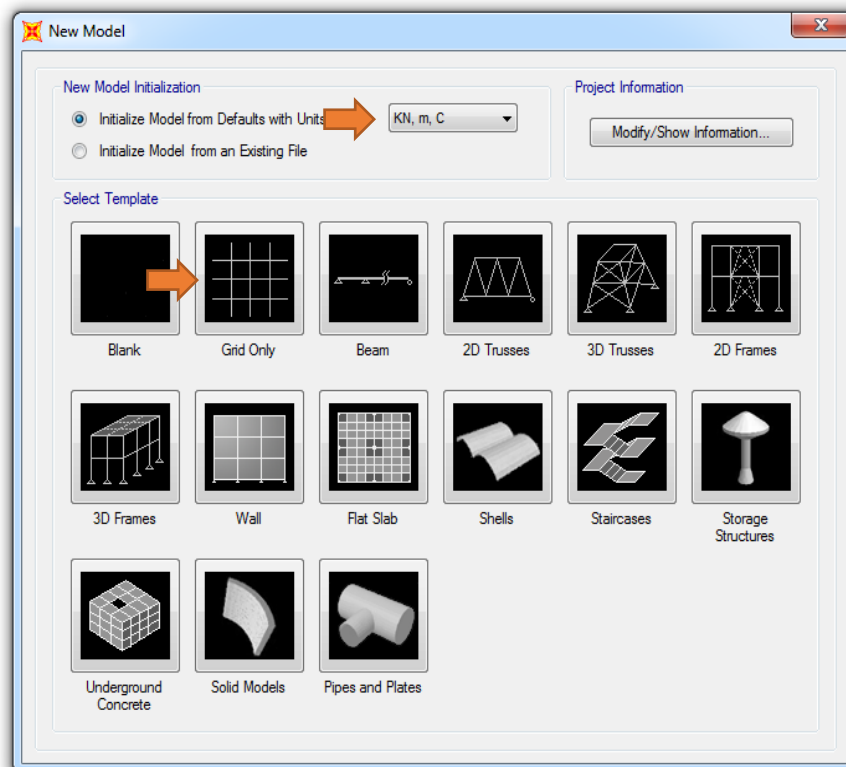 New Model
New Model Initialization
Project Information
Initialize Model from Defaults with Units
KN, m, C
Modify/Show Information...
Initialize Model from an Existing File
Select Template
Blank
Grid Only
Beam
2D Trusses
3D Trusses
2D Frames
3D Frames
Wall
Flat Slab
Shells
Staircases
Storage
Structures
Underground
Concrete
Solid Models
Pipes and Plates